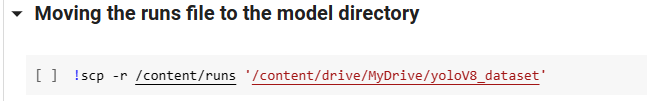 Moving the runs file to the model directory
[ ] !scp -r /content/runs '/content/drive/MyDrive/yoloV8_dataset'